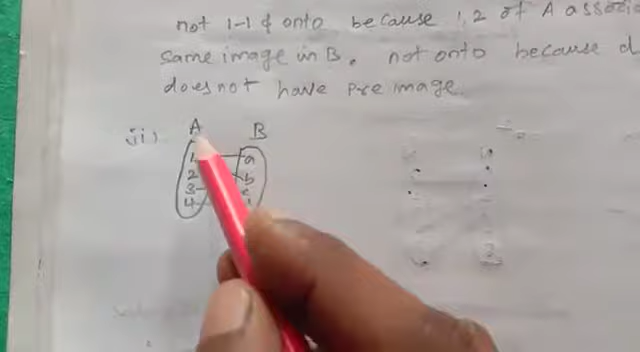 not 1-1 & onto because 1, 2 of A associ
same image in B. not onto because d
does not have pre image.
iii) A B
1 a
2 b
3 c
4